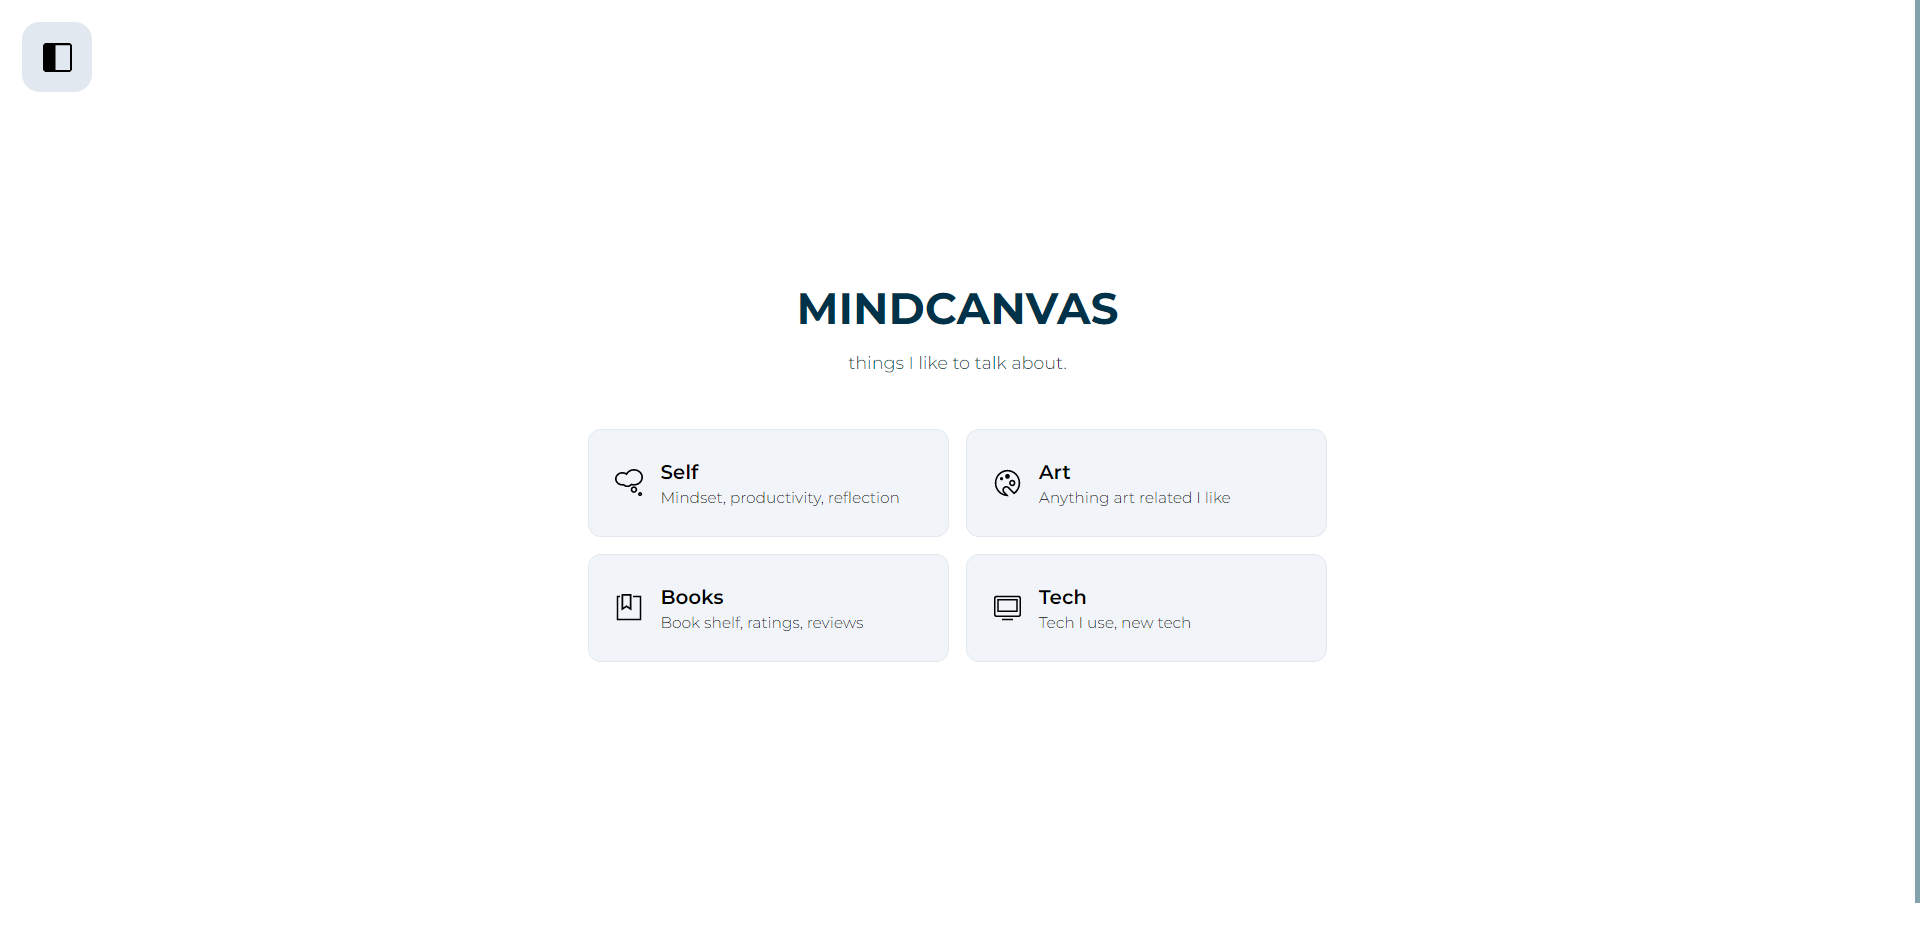 MINDCANVAS
things I like to talk about.
Self
Mindset, productivity, reflection
Art
Anything art related I like
Books
Book shelf, ratings, reviews
Tech
Tech I use, new tech